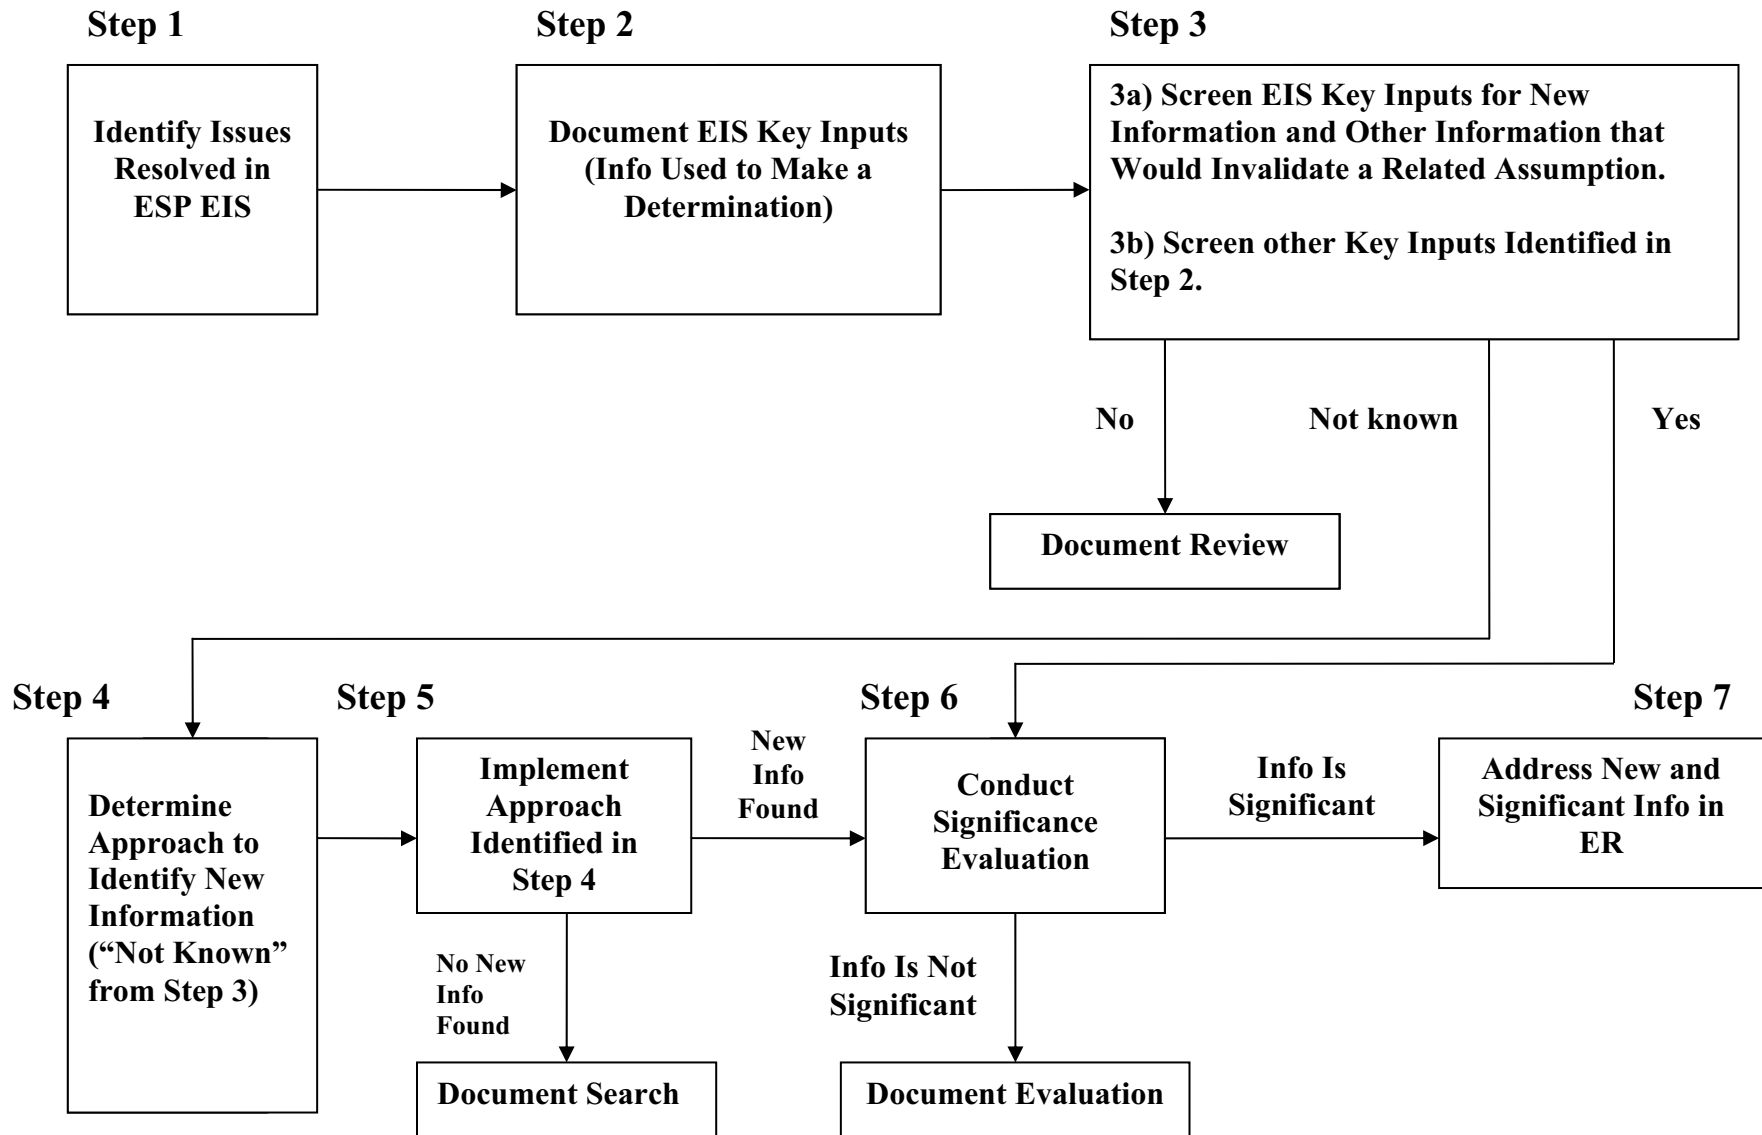 Step 1
Step 2
Step 3
Identify Issues
Resolved in
ESP EIS
Document EIS Key Inputs
(Info Used to Make a
Determination)
3a) Screen EIS Key Inputs for New
Information and Other Information that
Would Invalidate a Related Assumption.
3b) Screen other Key Inputs Identified in
Step 2.
No
Not known
Yes
Document Review
Step 4
Step 5
Step 6
Step 7
Determine
Approach to
Identify New
Information
(“Not Known”
from Step 3)
Implement
Approach
Identified in
Step 4
New
Info
Found
Conduct
Significance
Evaluation
Info Is
Significant
Address New and
Significant Info in
ER
No New
Info
Found
Info Is Not
Significant
Document Search
Document Evaluation